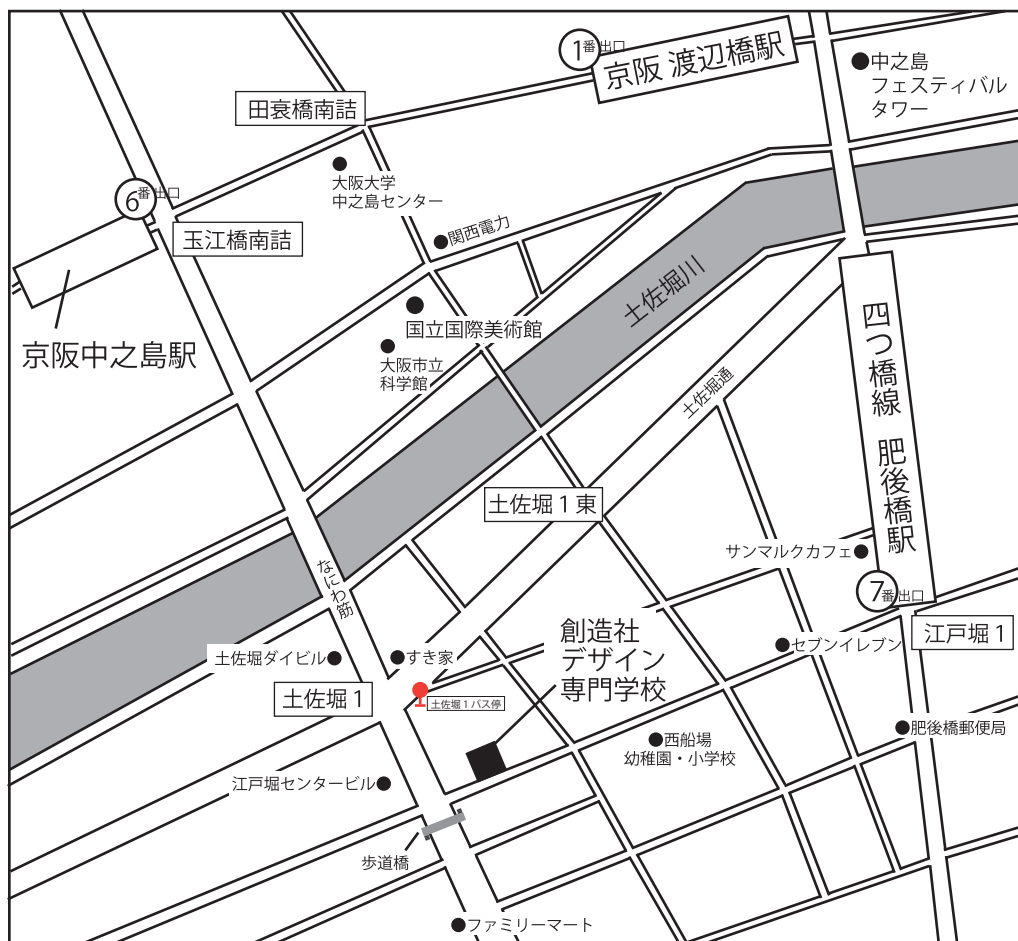 1
番
出口
京阪 渡辺橋駅
中之島
フェスティバル
タワー
田衰橋南詰
大阪大学
中之島センター
6
番
出口
玉江橋南詰
関西電力
京阪中之島駅
国立国際美術館
大阪市立
科学館
土佐堀川
四つ橋線 肥後橋駅
土佐堀通
土佐堀1東
サンマルクカフェ
7
番
出口
江戸堀1
なにわ筋
創造社
デザイン
専門学校
セブンイレブン
土佐堀ダイビル
すき家
土佐堀1
土佐堀1バス停
肥後橋郵便局
西船場
幼稚園・小学校
江戸堀センタービル
歩道橋
ファミリーマート